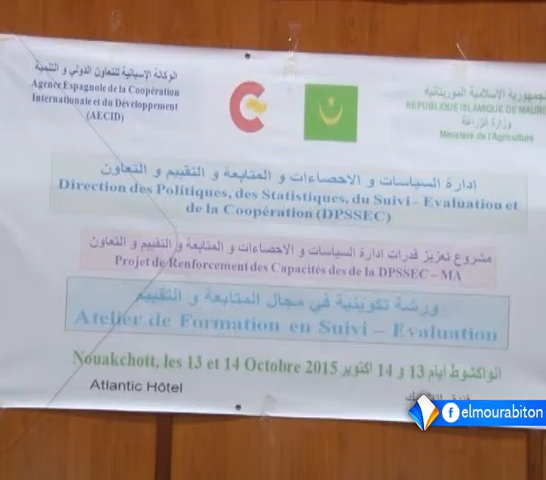 الوكالة الإسبانية للتعاون الدولي و التنمية
Agence Espagnole de la Coopération
Internationale et du Développement
(AECID)
الجمهورية الاسلامية الموريتانية
REPUBLIQUE ISLAMIQUE DE MAURI
وزارة الزراعة
Ministère de l'Agriculture
إدارة السياسات و الاحصاءات و المتابعة و التقييم و التعاون
Direction des Politiques, des Statistiques, du Suivi - Evaluation et
de la Coopération (DPSSEC)
مشروع تعزيز قدرات ادارة السياسات و الاحصاءات و المتابعة و التقييم و التعاون
Projet de Renforcement des Capacités des de la DPSSEC – MA
ورشة تكوينية في مجال المتابعة و التقييم
Atelier de Formation en Suivi – Evaluation
انواكشوط أيام 13 و 14 اكتوبر 2015
Nouakchott, les 13 et 14 Octobre 2015
Atlantic Hôtel
elmourabiton